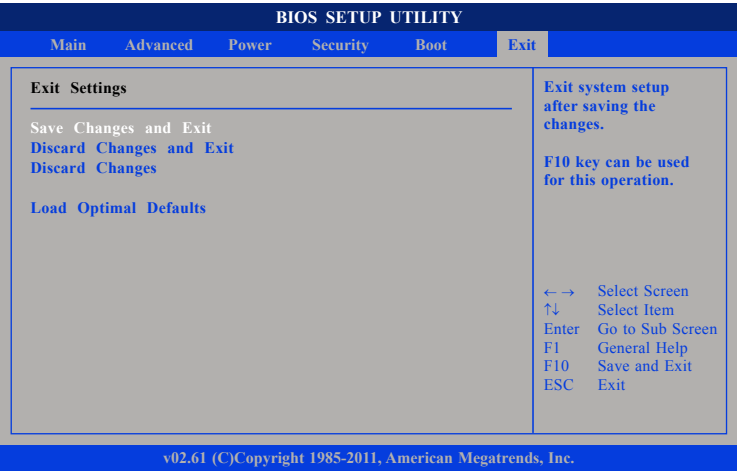 BIOS SETUP UTILITY
Main Advanced Power Security Boot Exit
Exit Settings
Save Changes and Exit
Discard Changes and Exit
Discard Changes
Load Optimal Defaults
Exit system setup
after saving the
changes.
F10 key can be used
for this operation.
←→ Select Screen
↑↓ Select Item
Enter Go to Sub Screen
F1 General Help
F10 Save and Exit
ESC Exit
v02.61 (C)Copyright 1985-2011, American Megatrends, Inc.